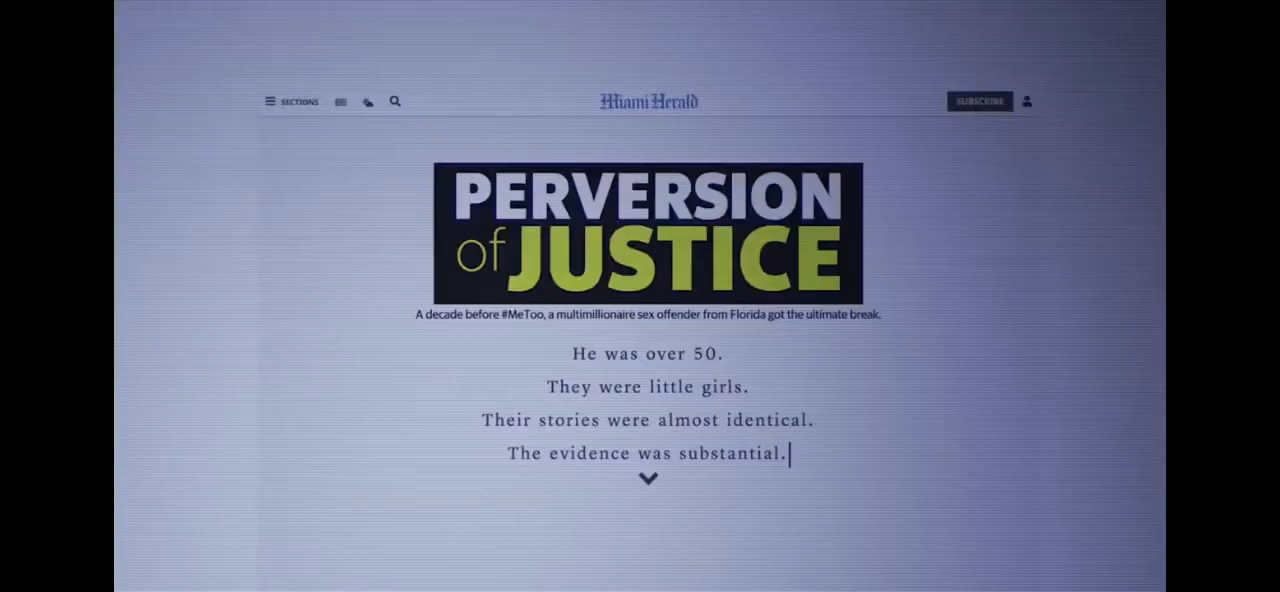 SECTIONS
Miami Herald
SUBSCRIBE
PERVERSION
of JUSTICE
A decade before #MeToo, a multimillionaire sex offender from Florida got the ultimate break.
He was over 50.
They were little girls.
Their stories were almost identical.
The evidence was substantial.